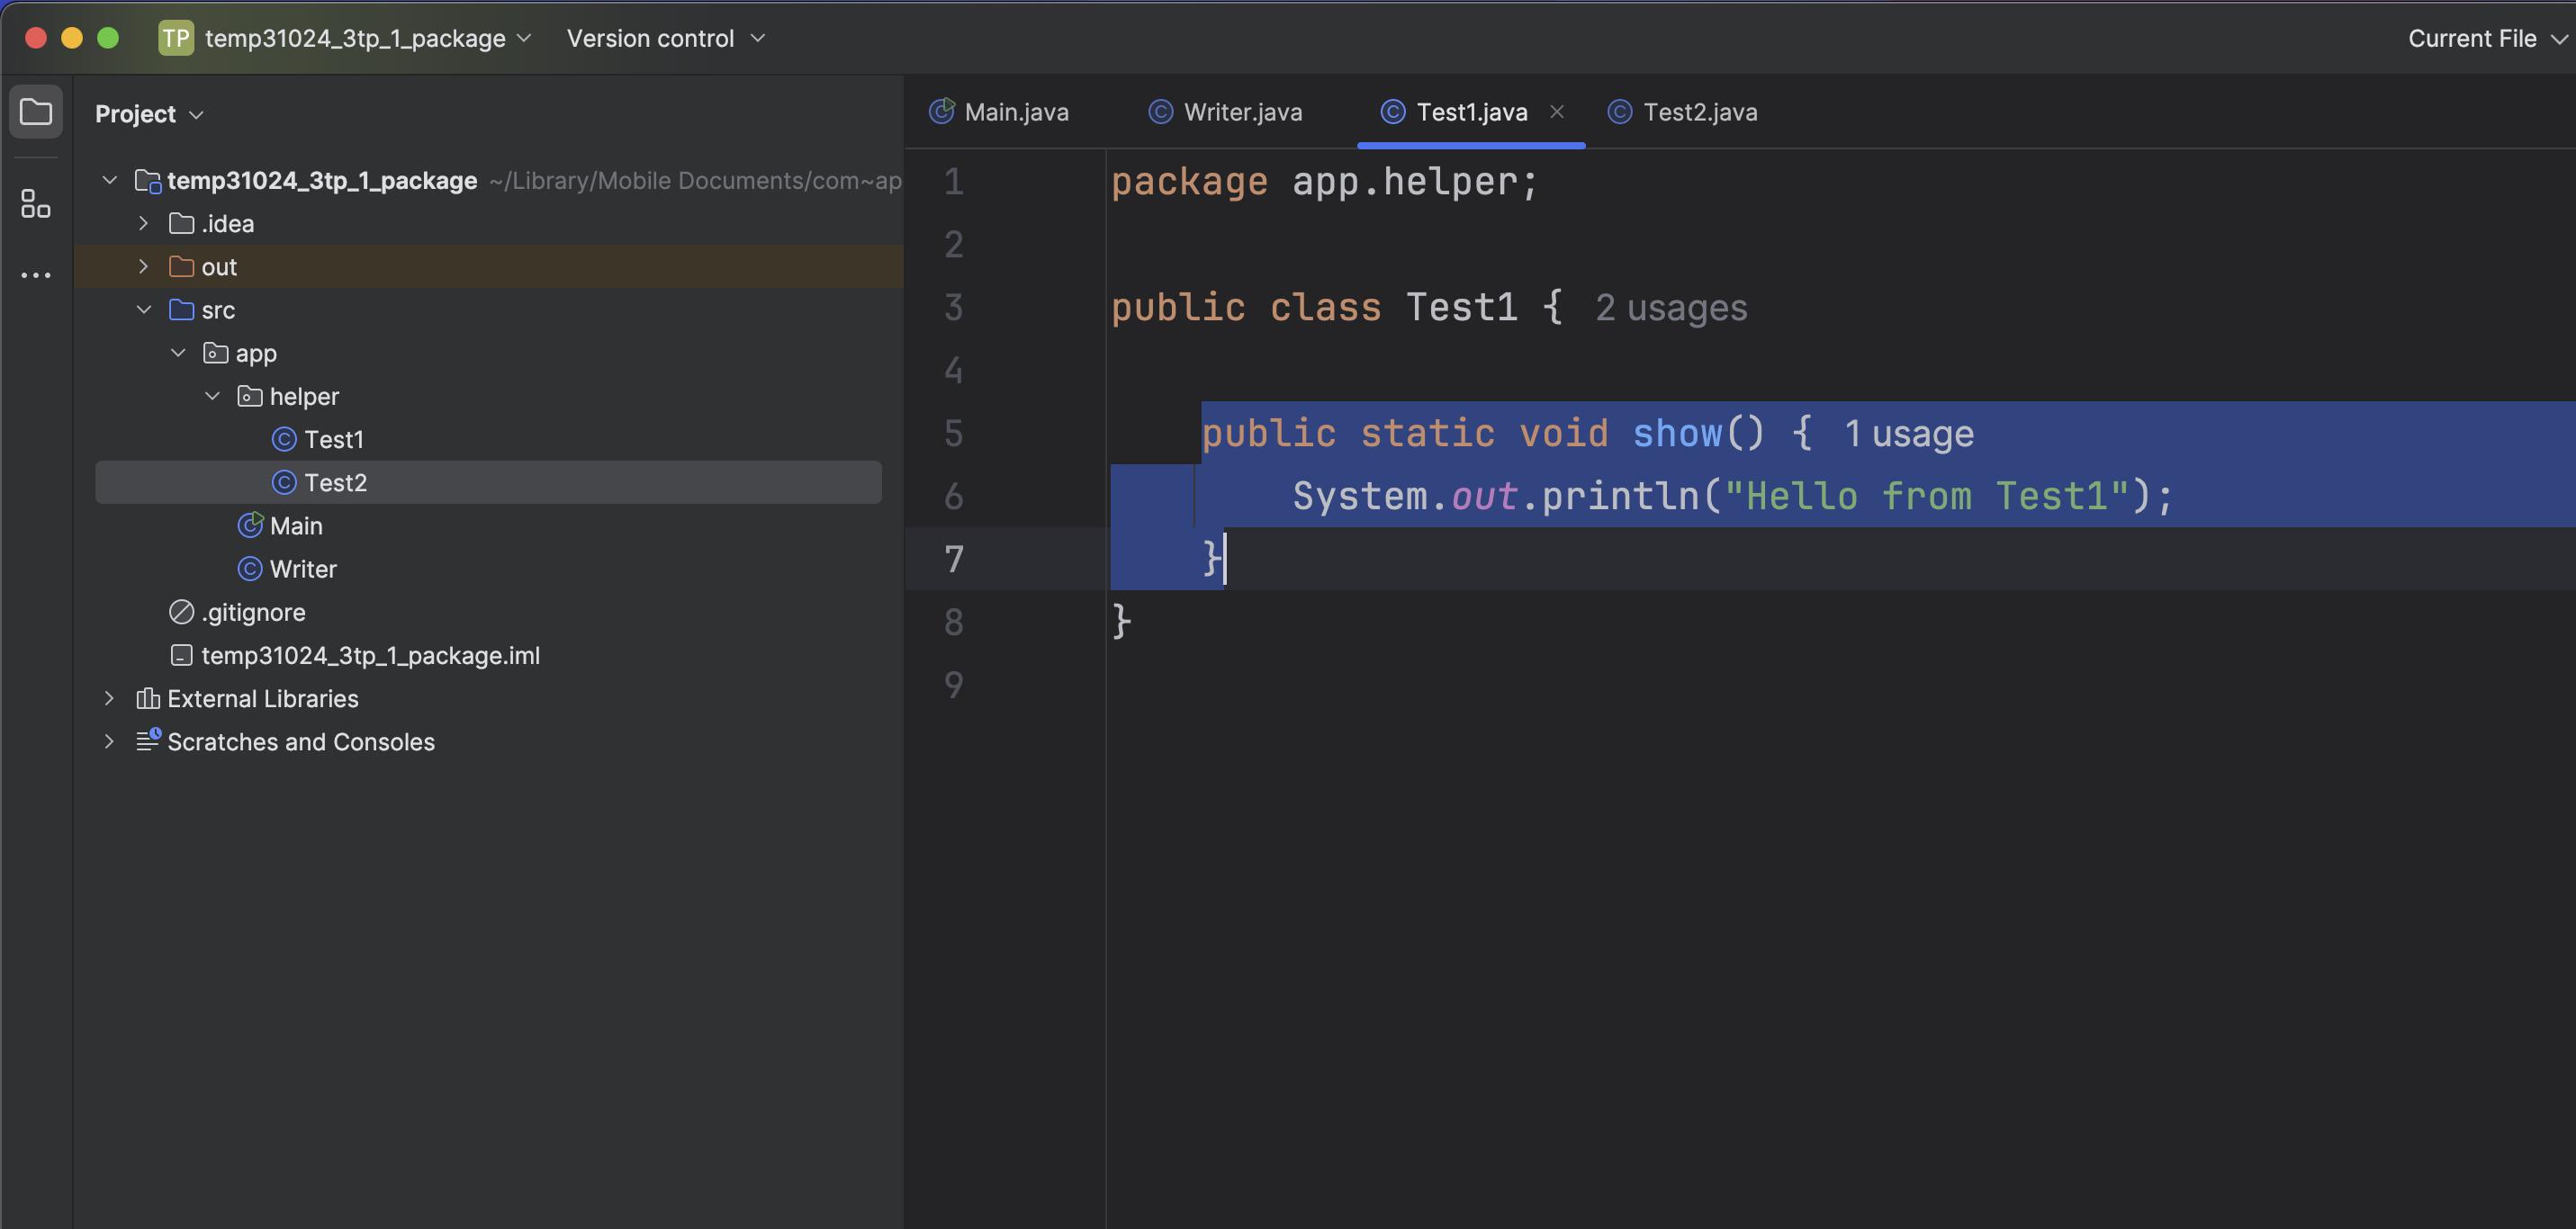 TP temp31024_3tp_1_package Version control Current File
Project
temp31024_3tp_1_package ~/Library/Mobile Documents/com~ap
.idea
out
src
app
helper
Test1
Test2
Main
Writer
.gitignore
temp31024_3tp_1_package.iml
External Libraries
Scratches and Consoles
Main.java Writer.java Test1.java Test2.java
1 package app.helper;
2
3 public class Test1 { 2 usages
4
5 public static void show() { 1 usage
6 System.out.println("Hello from Test1");
7 }
8 }
9